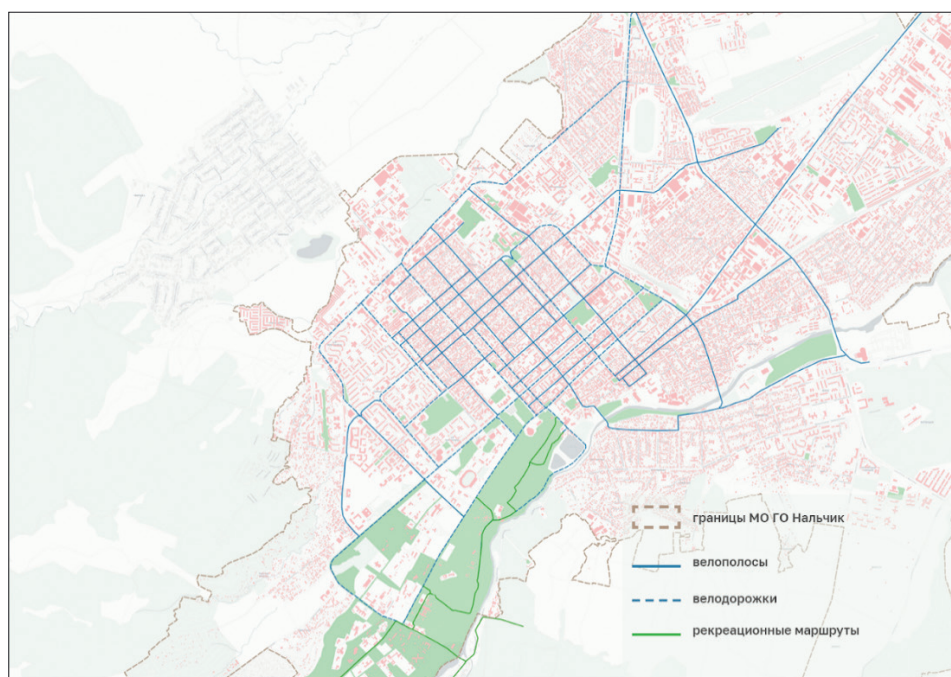 границы МО ГО Нальчик
велополосы
велодорожки
рекреационные маршруты